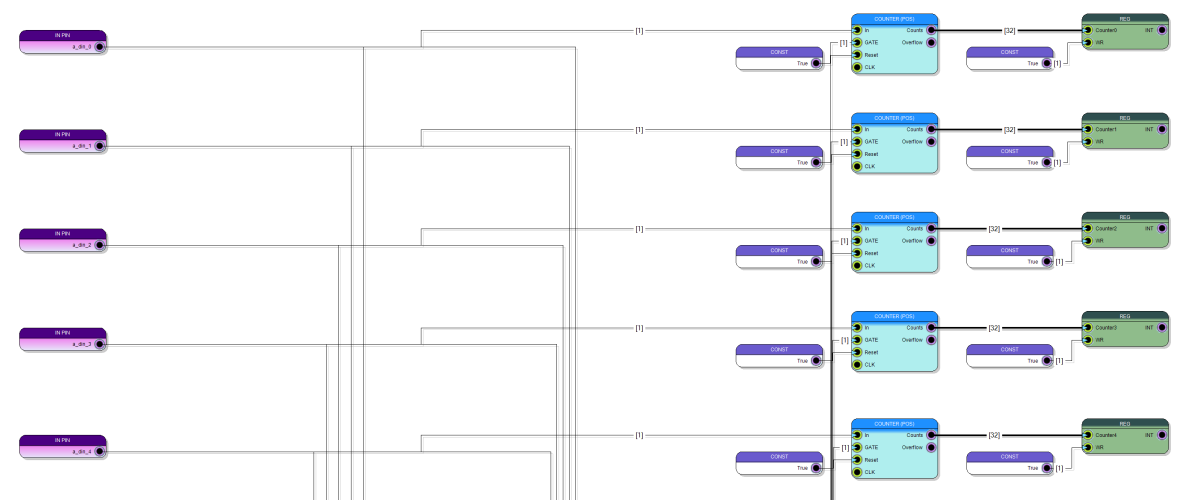 COUNTER (POS)
REG
IN PIN
a_din_0
[1]
In
Counts
[32]
Counter0
INT
[1]
GATE
Overflow
WR
CONST
True
Reset
CONST
True
[1]
CLK
COUNTER (POS)
REG
IN PIN
a_din_1
[1]
In
Counts
[32]
Counter1
INT
[1]
GATE
Overflow
WR
CONST
True
Reset
CONST
True
[1]
CLK
COUNTER (POS)
REG
IN PIN
a_din_2
[1]
In
Counts
[32]
Counter2
INT
[1]
GATE
Overflow
WR
CONST
True
Reset
CONST
True
[1]
CLK
COUNTER (POS)
REG
IN PIN
a_din_3
[1]
In
Counts
[32]
Counter3
INT
[1]
GATE
Overflow
WR
CONST
True
Reset
CONST
True
[1]
CLK
COUNTER (POS)
REG
IN PIN
a_din_4
[1]
In
Counts
[32]
Counter4
INT
[1]
GATE
Overflow
WR
CONST
True
Reset
CONST
True
[1]
CLK